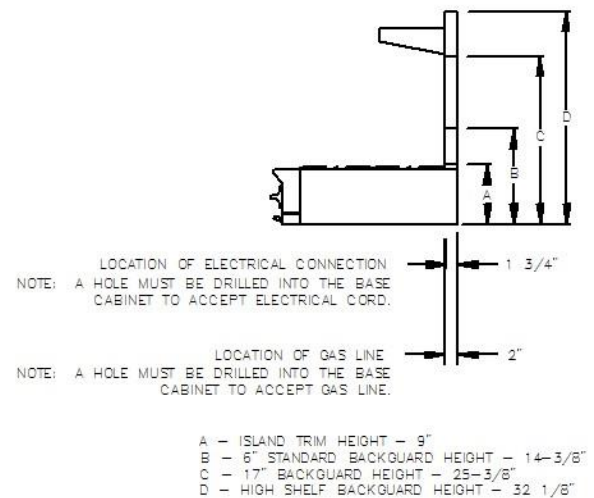 D
C
B
A
LOCATION OF ELECTRICAL CONNECTION
1 3/4"
NOTE: A HOLE MUST BE DRILLED INTO THE BASE
CABINET TO ACCEPT ELECTRICAL CORD.
LOCATION OF GAS LINE
2"
NOTE: A HOLE MUST BE DRILLED INTO THE BASE
CABINET TO ACCEPT GAS LINE.
A – ISLAND TRIM HEIGHT – 9"
B – 6" STANDARD BACKGUARD HEIGHT – 14–3/8"
C – 17" BACKGUARD HEIGHT – 25–3/8"
D – HIGH SHELF BACKGUARD HEIGHT – 32 1/8"